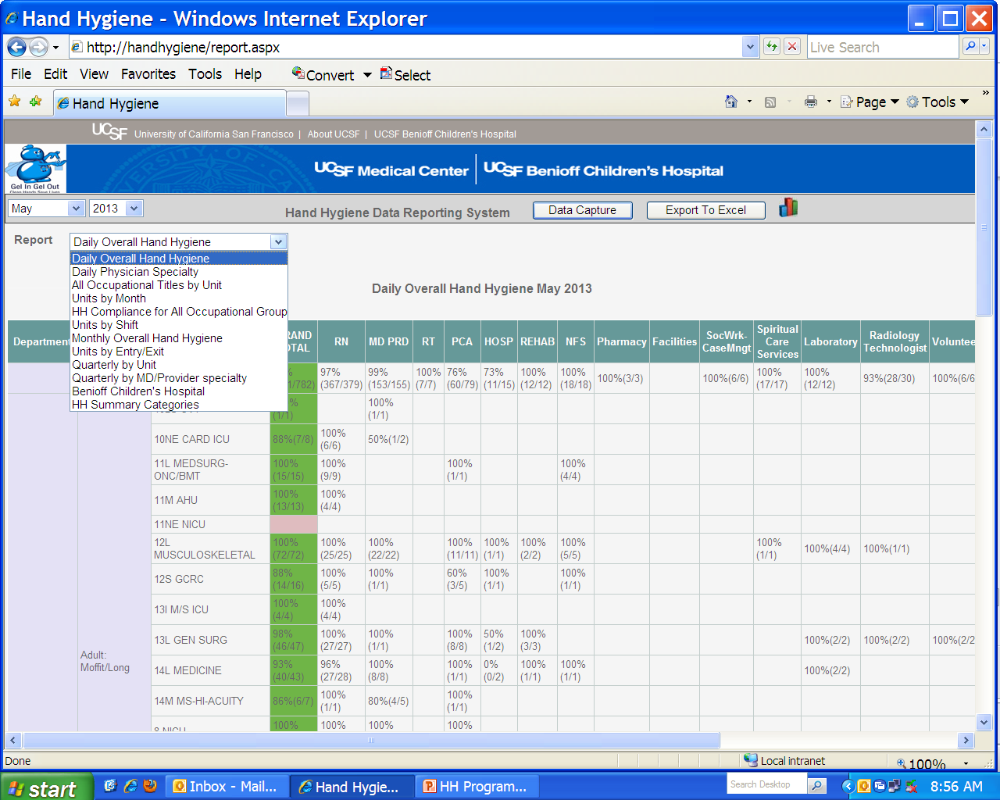 Hand Hygiene - Windows Internet Explorer
http://handhygiene/report.aspx
Live Search
File Edit View Favorites Tools Help Convert Select
Hand Hygiene
Page Tools
UCSF University of California San Francisco | About UCSF | UCSF Benioff Children's Hospital
Gel In Gel Out
Clean Hands Save Lives
UCSF Medical Center UCSF Benioff Children's Hospital
May 2013 Hand Hygiene Data Reporting System Data Capture Export To Excel
Report Daily Overall Hand Hygiene
Daily Overall Hand Hygiene
Daily Physician Specialty
All Occupational Titles by Unit
Units by Month
HH Compliance for All Occupational Group
Units by Shift
Monthly Overall Hand Hygiene
Units by Entry/Exit
Quarterly by Unit
Quarterly by MD/Provider specialty
Benioff Children's Hospital
HH Summary Categories
Daily Overall Hand Hygiene May 2013
Department RN MD PRD RT PCA HOSP REHAB NFS Pharmacy Facilities SocWrk-CaseMngt Spiritual Care Services Laboratory Radiology Technologist Voluntee
/782) 97% (367/379) 99% (153/155) 100% (7/7) 76% (60/79) 73% (11/15) 100% (12/12) 100% (18/18) 100%(3/3) 100%(6/6) 100% (17/17) 100% (12/12) 93%(28/30) 100%(6/6
% (1/1) 100% (1/1)
10NE CARD ICU 88%(7/8) 100% (6/6) 50%(1/2)
11L MEDSURG-ONC/BMT 100% (15/15) 100% (9/9) 100% (1/1) 100% (4/4)
11M AHU 100% (13/13) 100% (4/4)
11NE NICU
12L MUSCULOSKELETAL 100% (72/72) 100% (25/25) 100% (22/22) 100% (11/11) 100% (1/1) 100% (2/2) 100% (5/5) 100% (1/1) 100%(4/4) 100%(1/1)
12S GCRC 88% (14/16) 100% (5/5) 100% (1/1) 60% (3/5) 100% (1/1) 100% (1/1)
13I M/S ICU 100% (4/4) 100% (4/4)
13L GEN SURG 98% (46/47) 100% (27/27) 100% (1/1) 100% (8/8) 50% (1/2) 100% (3/3) 100%(2/2) 100%(2/2) 100%(2/2
Adult: Moffit/Long
14L MEDICINE 93% (40/43) 96% (27/28) 100% (8/8) 100% (1/1) 0% (0/2) 100% (1/1) 100% (1/1) 100%(2/2)
14M MS-HI-ACUITY 86%(6/7) 100% (1/1) 80%(4/5) 100% (1/1)
8 NICU 100% 100% 100% 100%
Done Local intranet 100%
start Inbox - Mail... Hand Hygie... HH Program... Search Desktop 8:56 AM